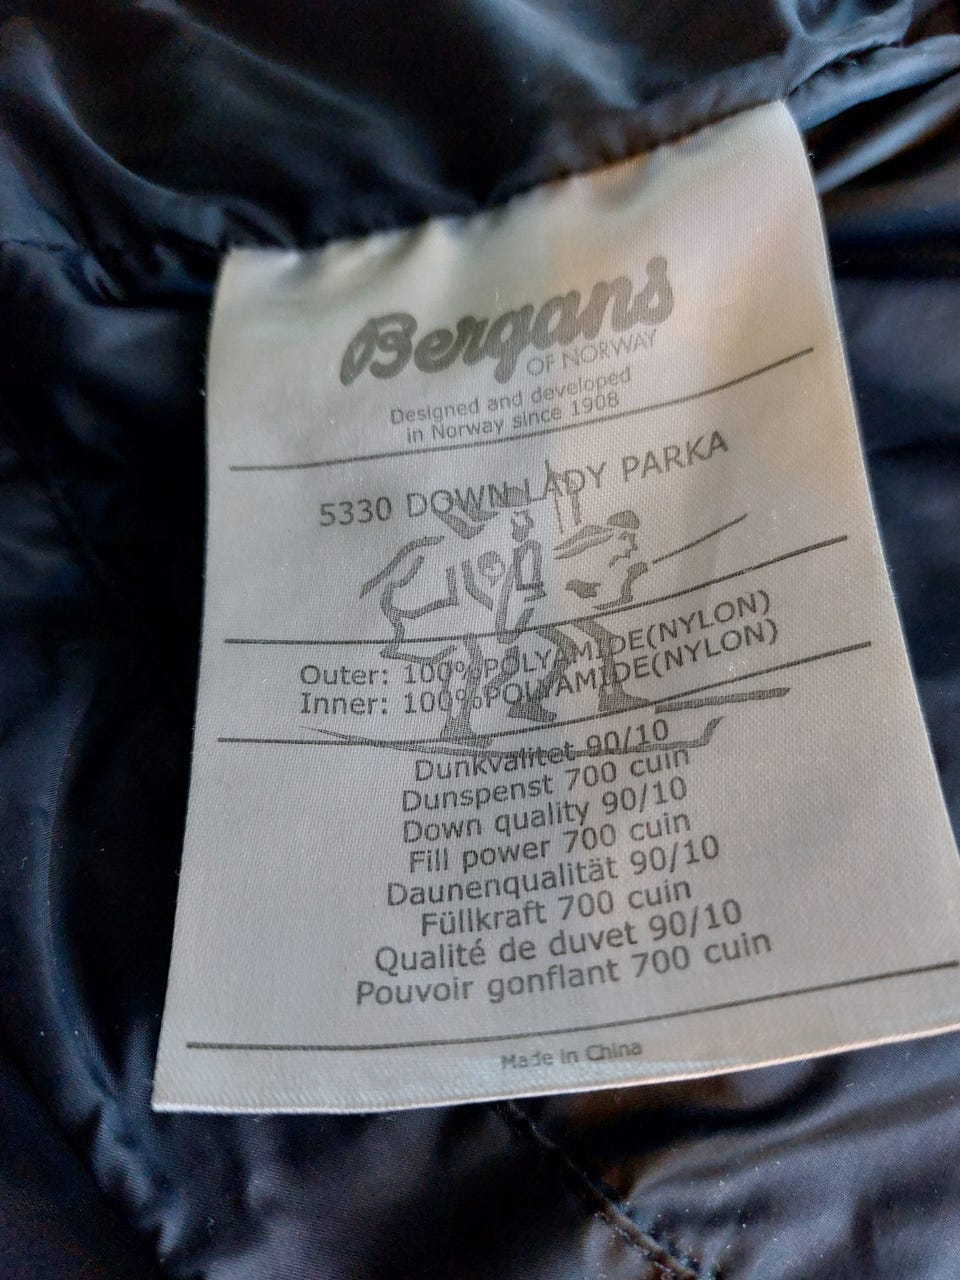 Bergans
OF NORWAY
Designed and developed
in Norway since 1908
5330 DOWN LADY PARKA
Outer: 100%POLYAMIDE(NYLON)
Inner: 100%POLYAMIDE(NYLON)
Dunkvalitet 90/10
Dunspenst 700 cuin
Down quality 90/10
Fill power 700 cuin
Daunenqualität 90/10
Füllkraft 700 cuin
Qualité de duvet 90/10
Pouvoir gonflant 700 cuin
Made in China